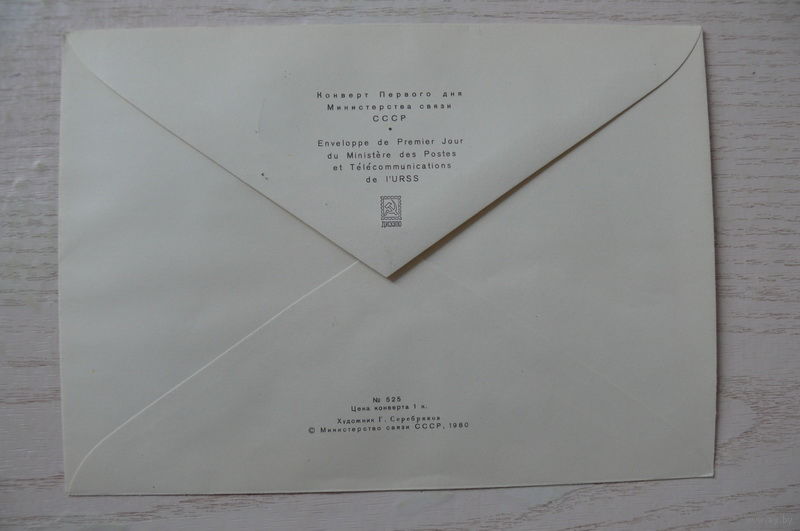 Конверт Первого дня
Министерства связи
СССР
Enveloppe de Premier Jour
du Ministère des Postes
et Télécommunications
de l'URSS
ДИЭЗПО
№ 525
Цена конверта 1 к.
Художник Г. Серебряков
© Министерство связи СССР, 1980